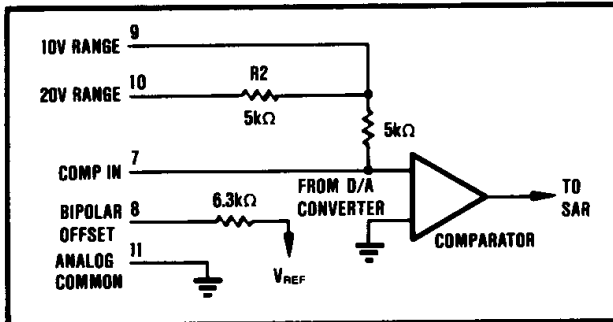 10V RANGE 9
20V RANGE 10
R2
5kΩ
5kΩ
COMP IN 7
FROM D/A
CONVERTER
BIPOLAR
OFFSET 8
6.3kΩ
VREF
ANALOG
COMMON 11
COMPARATOR
TO
SAR